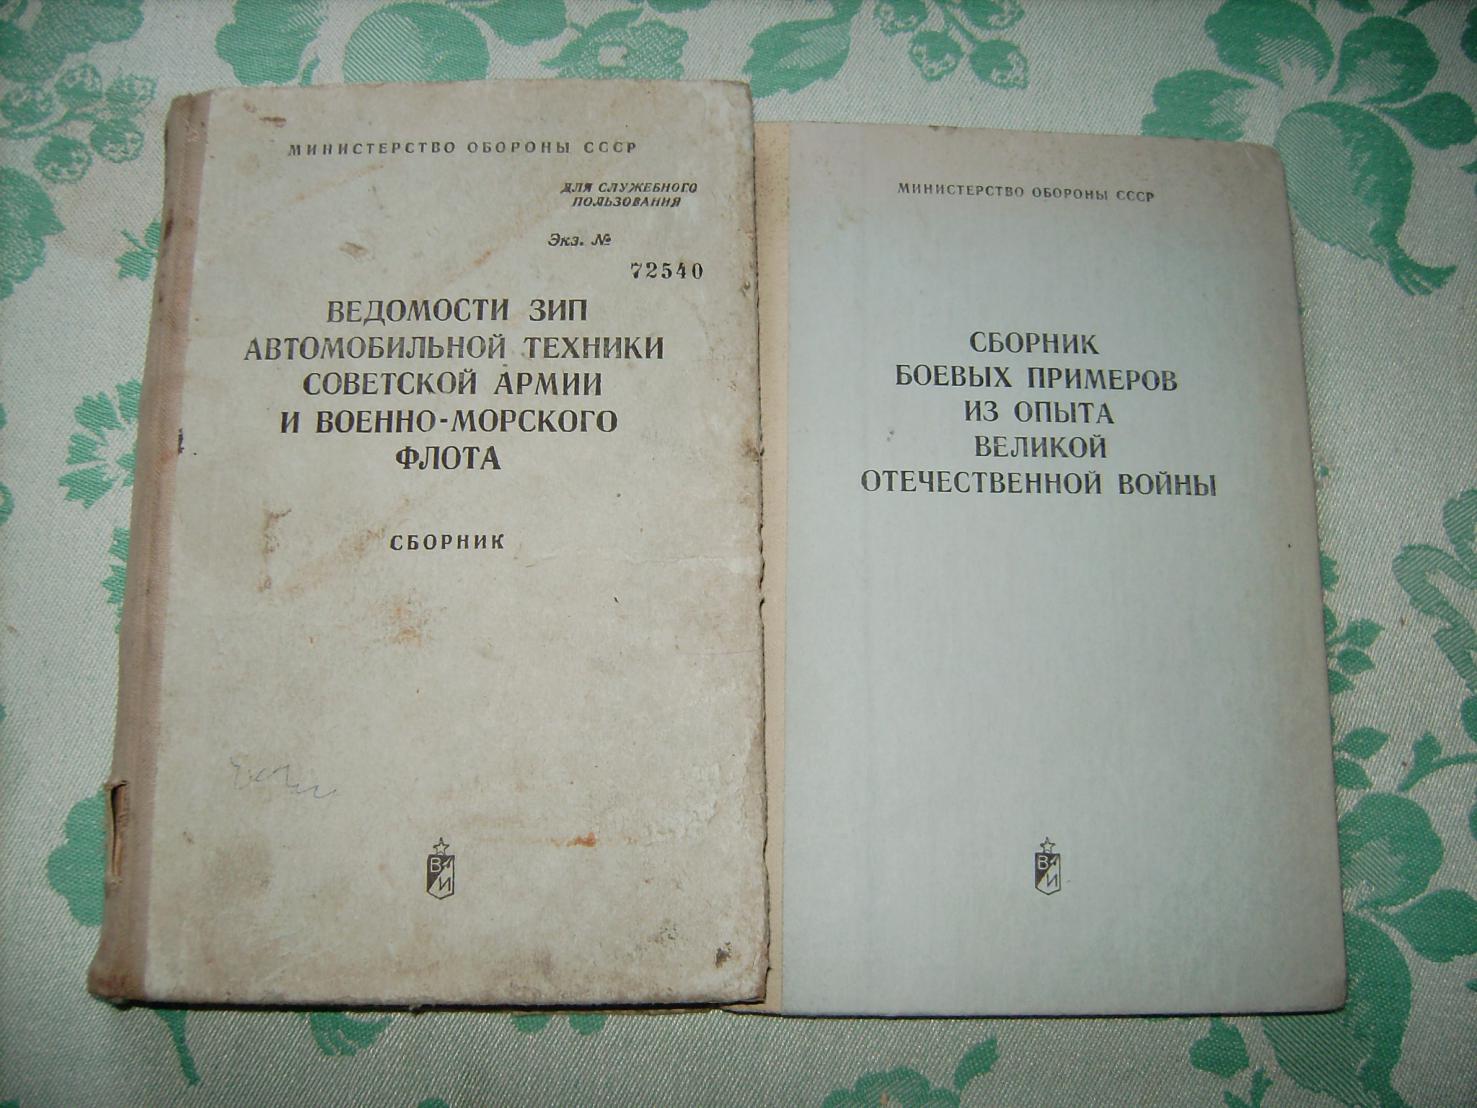 МИНИСТЕРСТВО ОБОРОНЫ СССР
ДЛЯ СЛУЖЕБНОГО
ПОЛЬЗОВАНИЯ
Экз. №
72540
ВЕДОМОСТИ ЗИП
АВТОМОБИЛЬНОЙ ТЕХНИКИ
СОВЕТСКОЙ АРМИИ
И ВОЕННО-МОРСКОГО
ФЛОТА
СБОРНИК
ВИ
МИНИСТЕРСТВО ОБОРОНЫ СССР
СБОРНИК
БОЕВЫХ ПРИМЕРОВ
ИЗ ОПЫТА
ВЕЛИКОЙ
ОТЕЧЕСТВЕННОЙ ВОЙНЫ
ВИ